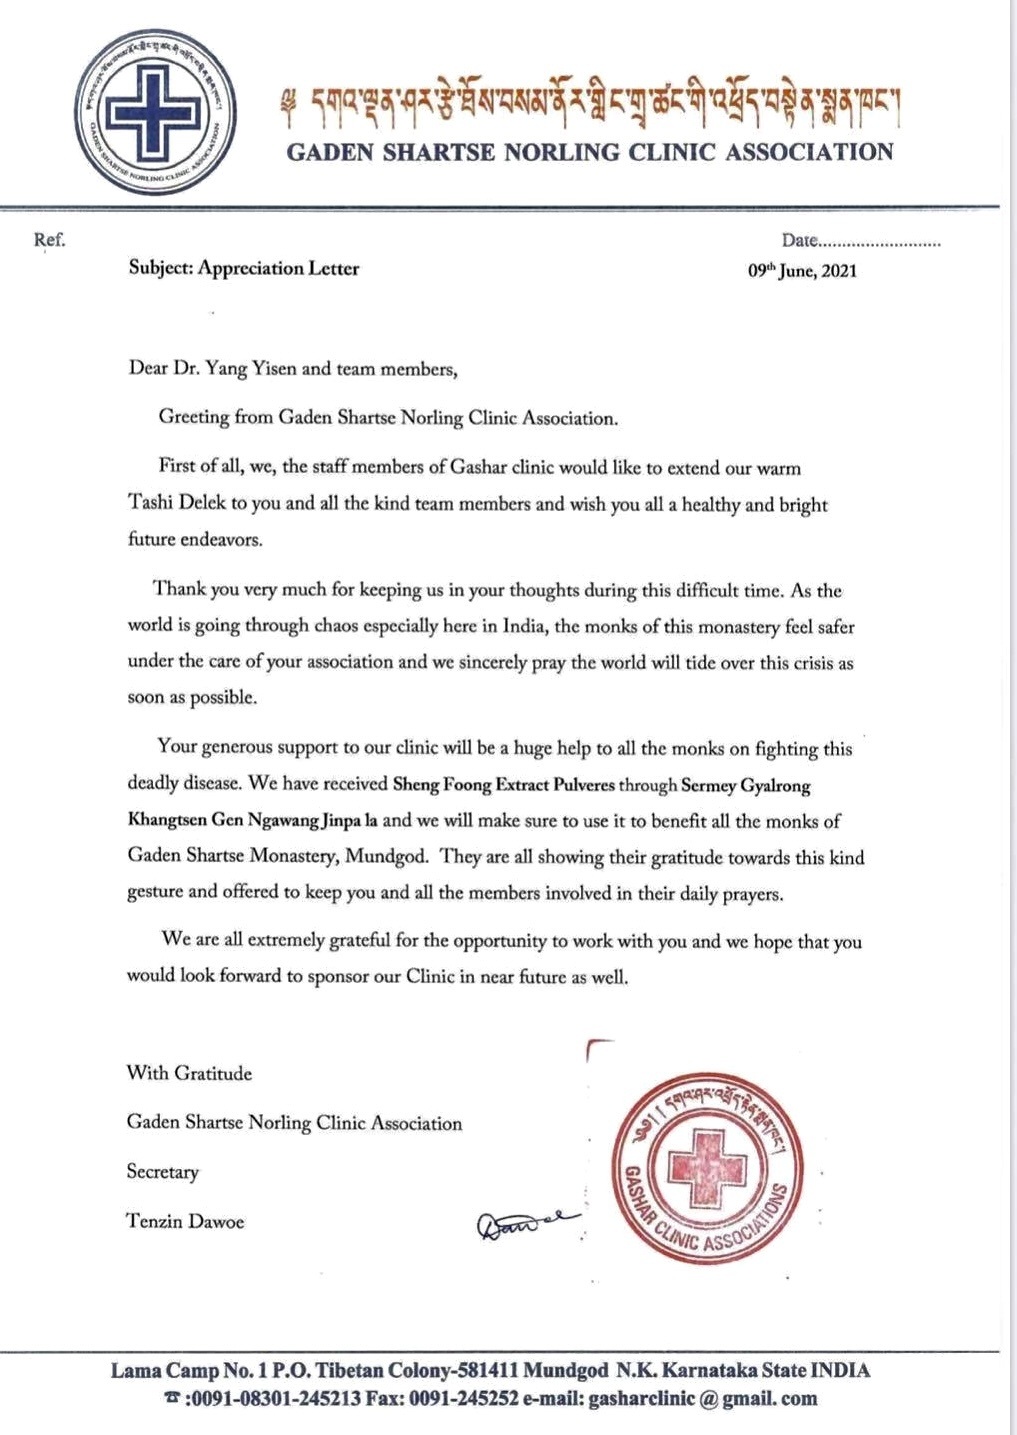 GADEN SHARTSE NORLING CLINIC ASSOCIATION
༄ དགའ་ལྡན་ཤར་རྩེ་ཐོས་བསམ་ནོར་གླིང་གྲྭ་ཚང་གི་འཕྲོད་བསྟེན་སྨན་ཁང་།
GADEN SHARTSE NORLING CLINIC ASSOCIATION
Ref.
Date..........................
Subject: Appreciation Letter
09th June, 2021
Dear Dr. Yang Yisen and team members,
Greeting from Gaden Shartse Norling Clinic Association.
First of all, we, the staff members of Gashar clinic would like to extend our warm
Tashi Delek to you and all the kind team members and wish you all a healthy and bright
future endeavors.
Thank you very much for keeping us in your thoughts during this difficult time. As the
world is going through chaos especially here in India, the monks of this monastery feel safer
under the care of your association and we sincerely pray the world will tide over this crisis as
soon as possible.
Your generous support to our clinic will be a huge help to all the monks on fighting this
deadly disease. We have received Sheng Foong Extract Pulveres through Sermey Gyalrong
Khangtsen Gen Ngawang Jinpa la and we will make sure to use it to benefit all the monks of
Gaden Shartse Monastery, Mundgod. They are all showing their gratitude towards this kind
gesture and offered to keep you and all the members involved in their daily prayers.
We are all extremely grateful for the opportunity to work with you and we hope that you
would look forward to sponsor our Clinic in near future as well.
With Gratitude
Gaden Shartse Norling Clinic Association
Secretary
Tenzin Dawoe
༄༅།། དགའ་ཤར་འཕྲོད་བསྟེན་སྨན་ཁང་།
GASHAR CLINIC ASSOCIATIONS
Lama Camp No. 1 P.O. Tibetan Colony-581411 Mundgod N.K. Karnataka State INDIA
☎ :0091-08301-245213 Fax: 0091-245252 e-mail: gasharclinic @ gmail. com